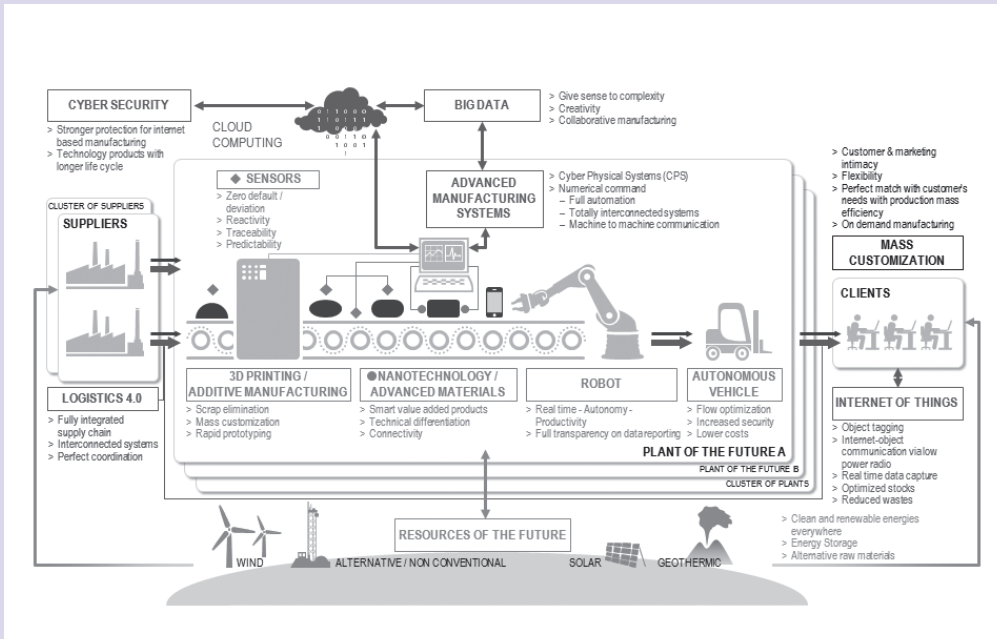 CYBER SECURITY
> Stronger protection for internet
based manufacturing
> Technology products with
longer life cycle
CLOUD
COMPUTING
011000
BIG DATA
> Give sense to complexity
> Creativity
> Collaborative manufacturing
SENSORS
> Zero default /
deviation
> Reactivity
> Traceability
> Predictability
ADVANCED
MANUFACTURING
SYSTEMS
> Cyber Physical Systems (CPS)
> Numerical command
– Full automation
– Totally interconnected systems
– Machine to machine communication
> Customer & marketing
intimacy
> Flexibility
> Perfect match with customer's
needs with production mass
efficiency
> On demand manufacturing
MASS
CUSTOMIZATION
CLUSTER OF SUPPLIERS
SUPPLIERS
CLIENTS
LOGISTICS 4.0
> Fully integrated
supply chain
> Interconnected systems
> Perfect coordination
3D PRINTING /
ADDITIVE MANUFACTURING
> Scrap elimination
> Mass customization
> Rapid prototyping
NANOTECHNOLOGY /
ADVANCED MATERIALS
> Smart value added products
> Technical differentiation
> Connectivity
ROBOT
> Real time - Autonomy -
Productivity
> Full transparency on data reporting
AUTONOMOUS
VEHICLE
> Flow optimization
> Increased security
> Lower costs
PLANT OF THE FUTURE A
PLANT OF THE FUTURE B
CLUSTER OF PLANTS
INTERNET OF THINGS
> Object tagging
> Internet-object
communication via low
power radio
> Real time data capture
> Optimized stocks
> Reduced wastes
RESOURCES OF THE FUTURE
WIND
ALTERNATIVE / NON CONVENTIONAL
SOLAR
GEOTHERMIC
> Clean and renewable energies
everywhere
> Energy Storage
> Alternative raw materials